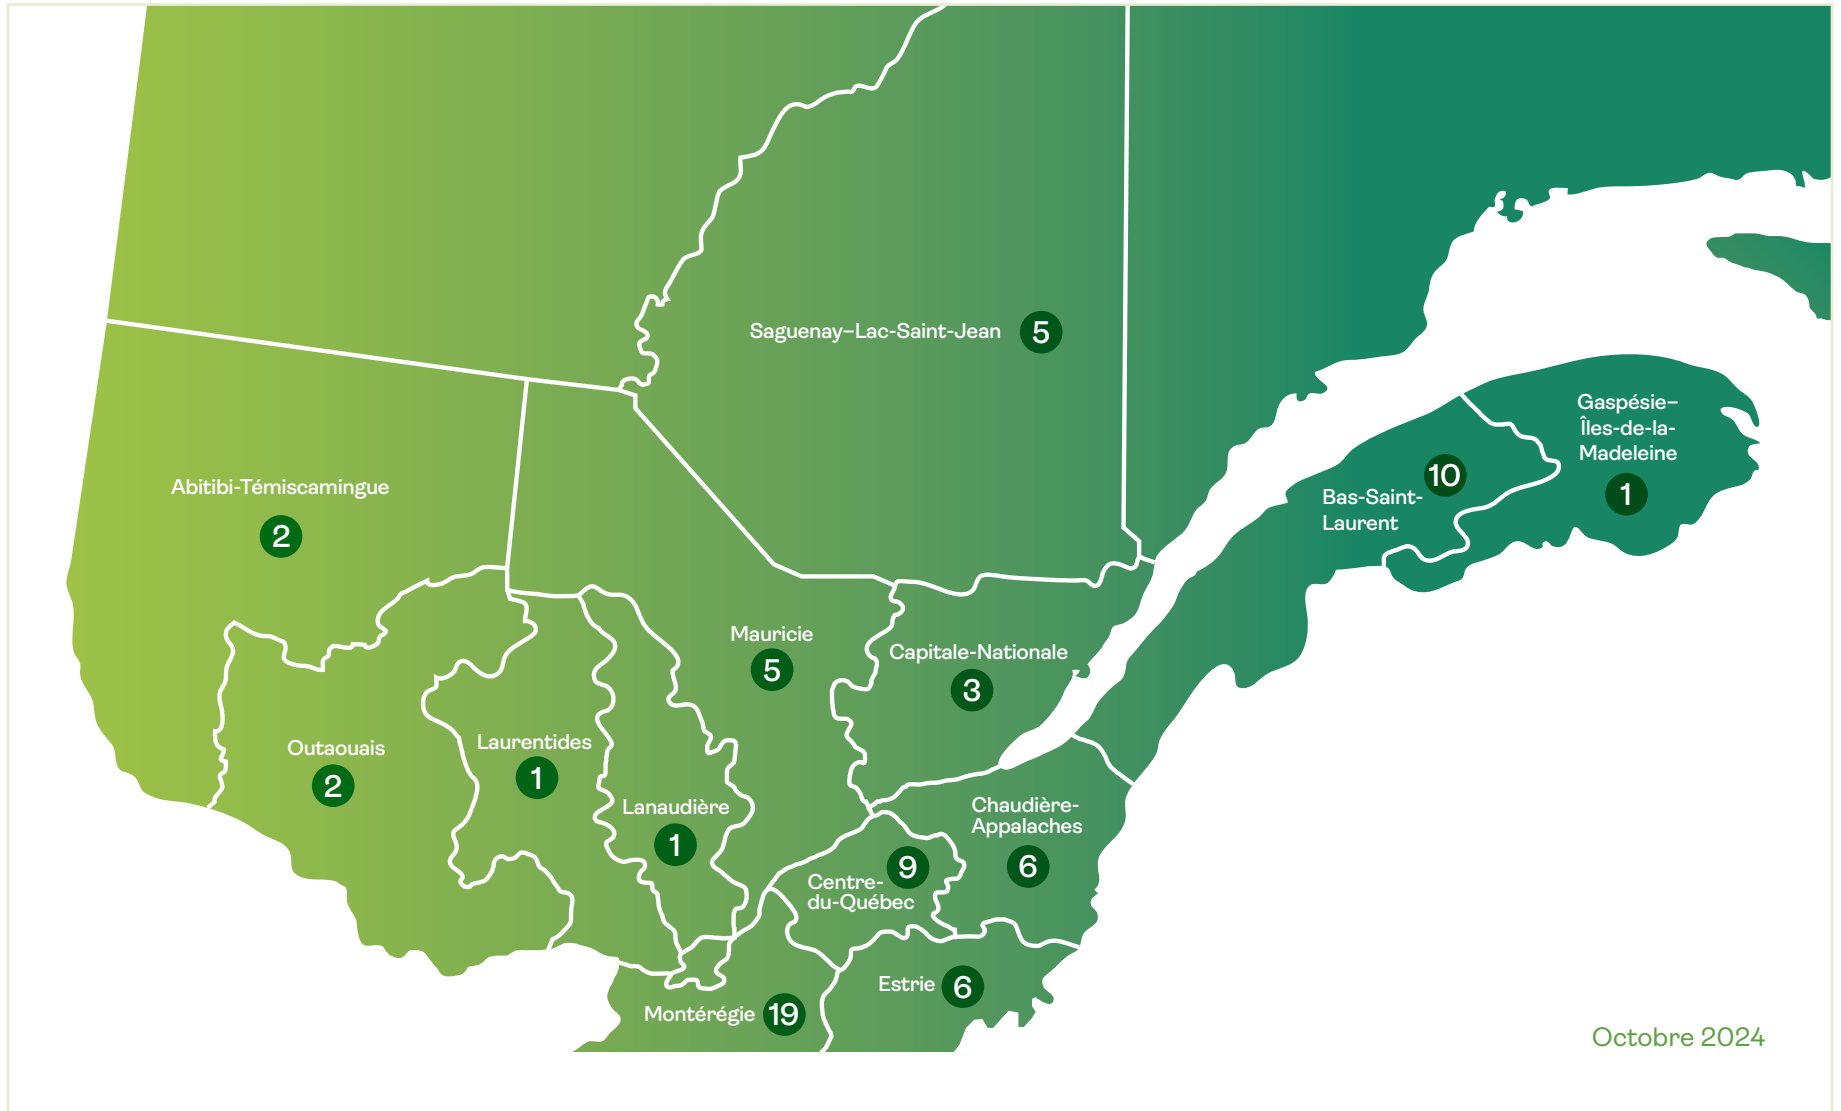 Saguenay–Lac-Saint-Jean
5
Gaspésie–
Îles-de-la-
Madeleine
1
10
Bas-Saint-
Laurent
Abitibi-Témiscamingue
2
Mauricie
5
Capitale-Nationale
3
Outaouais
2
Laurentides
1
Lanaudière
1
Chaudière-
Appalaches
6
9
Centre-
du-Québec
Estrie
6
Montérégie
19
Octobre 2024